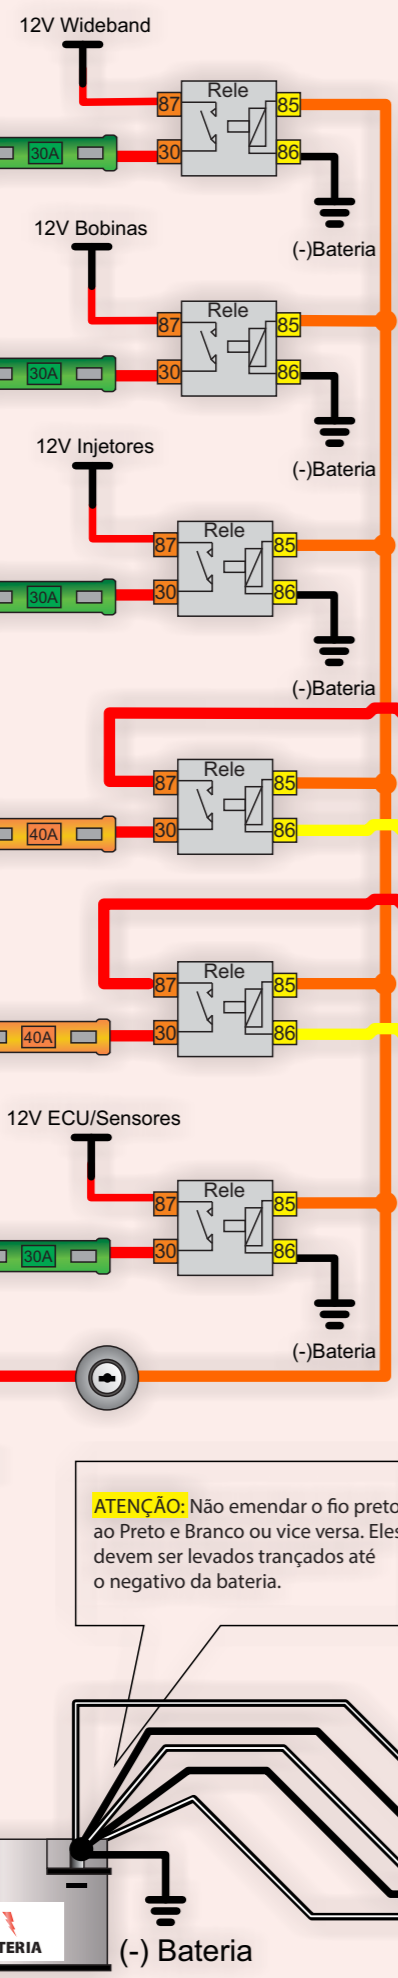 12V Wideband
Rele
87
85
30A
30
86
(-)Bateria
12V Bobinas
Rele
87
85
30A
30
86
(-)Bateria
12V Injetores
Rele
87
85
30A
30
86
(-)Bateria
Rele
87
85
40A
30
86
Rele
87
85
40A
30
86
12V ECU/Sensores
Rele
87
85
30A
30
86
(-)Bateria
ATENÇÃO: Não emendar o fio preto
ao Preto e Branco ou vice versa. Eles
devem ser levados trançados até
o negativo da bateria.
TERIA
(-) Bateria